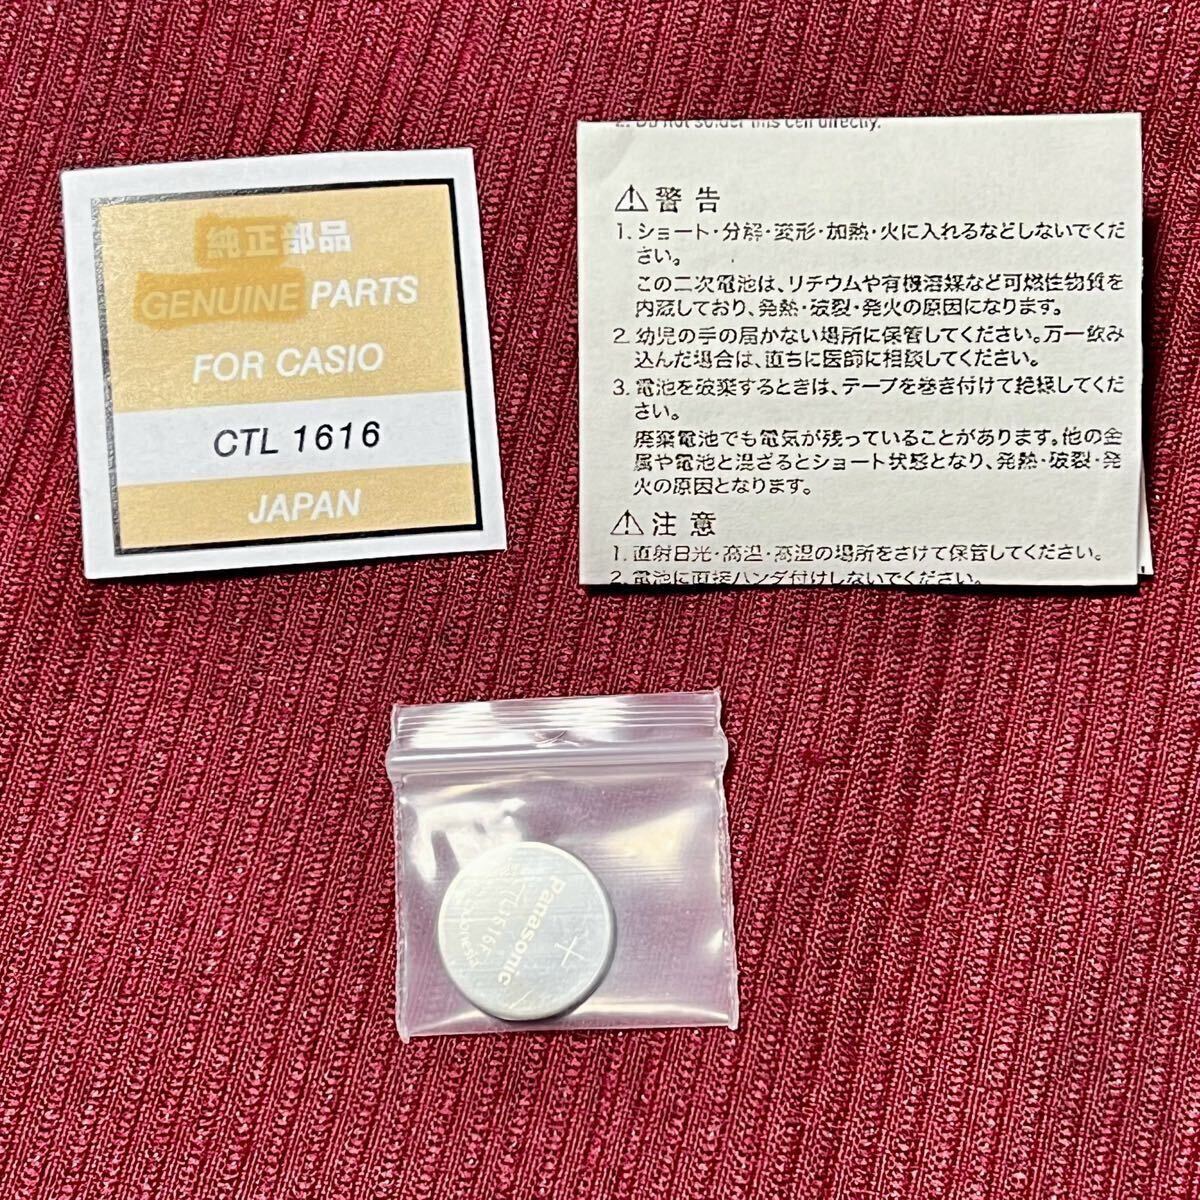 純正部品
GENUINE PARTS
FOR CASIO
CTL 1616
JAPAN
2. Do not solder this cell directly.
⚠警告
1. ショート・分解・変形・加熱・火に入れるなどしないでくだ
さい。
この二次電池は、リチウムや有機溶媒など可燃性物質を
内蔵しており、発熱・破裂・発火の原因になります。
2. 幼児の手の届かない場所に保管してください。万一飲み
込んだ場合は、直ちに医師に相談してください。
3. 電池を破棄するときは、テープを巻き付けて絶縁してくだ
さい。
廃棄電池でも電気が残っていることがあります。他の金
属や電池と混ざるとショート状態となり、発熱・破裂・発
火の原因となります。
⚠注意
1. 直射日光・高温・高湿の場所をさけて保管してください。
2. 電池に直接ハンダ付けしないでください。
+
Panasonic
CTL1616F
Indonesia